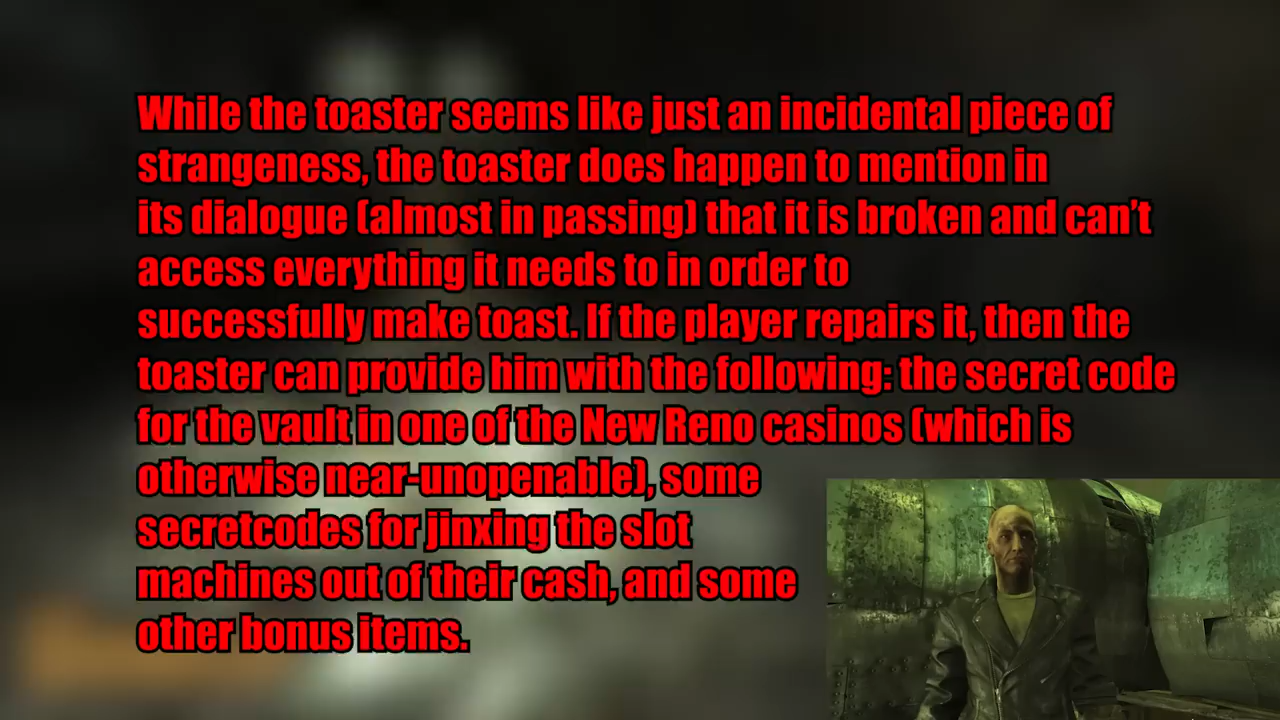 While the toaster seems like just an incidental piece of
strangeness, the toaster does happen to mention in
its dialogue (almost in passing) that it is broken and can’t
access everything it needs to in order to
successfully make toast. If the player repairs it, then the
toaster can provide him with the following: the secret code
for the vault in one of the New Reno casinos (which is
otherwise near-unopenable), some
secretcodes for jinxing the slot
machines out of their cash, and some
other bonus items.